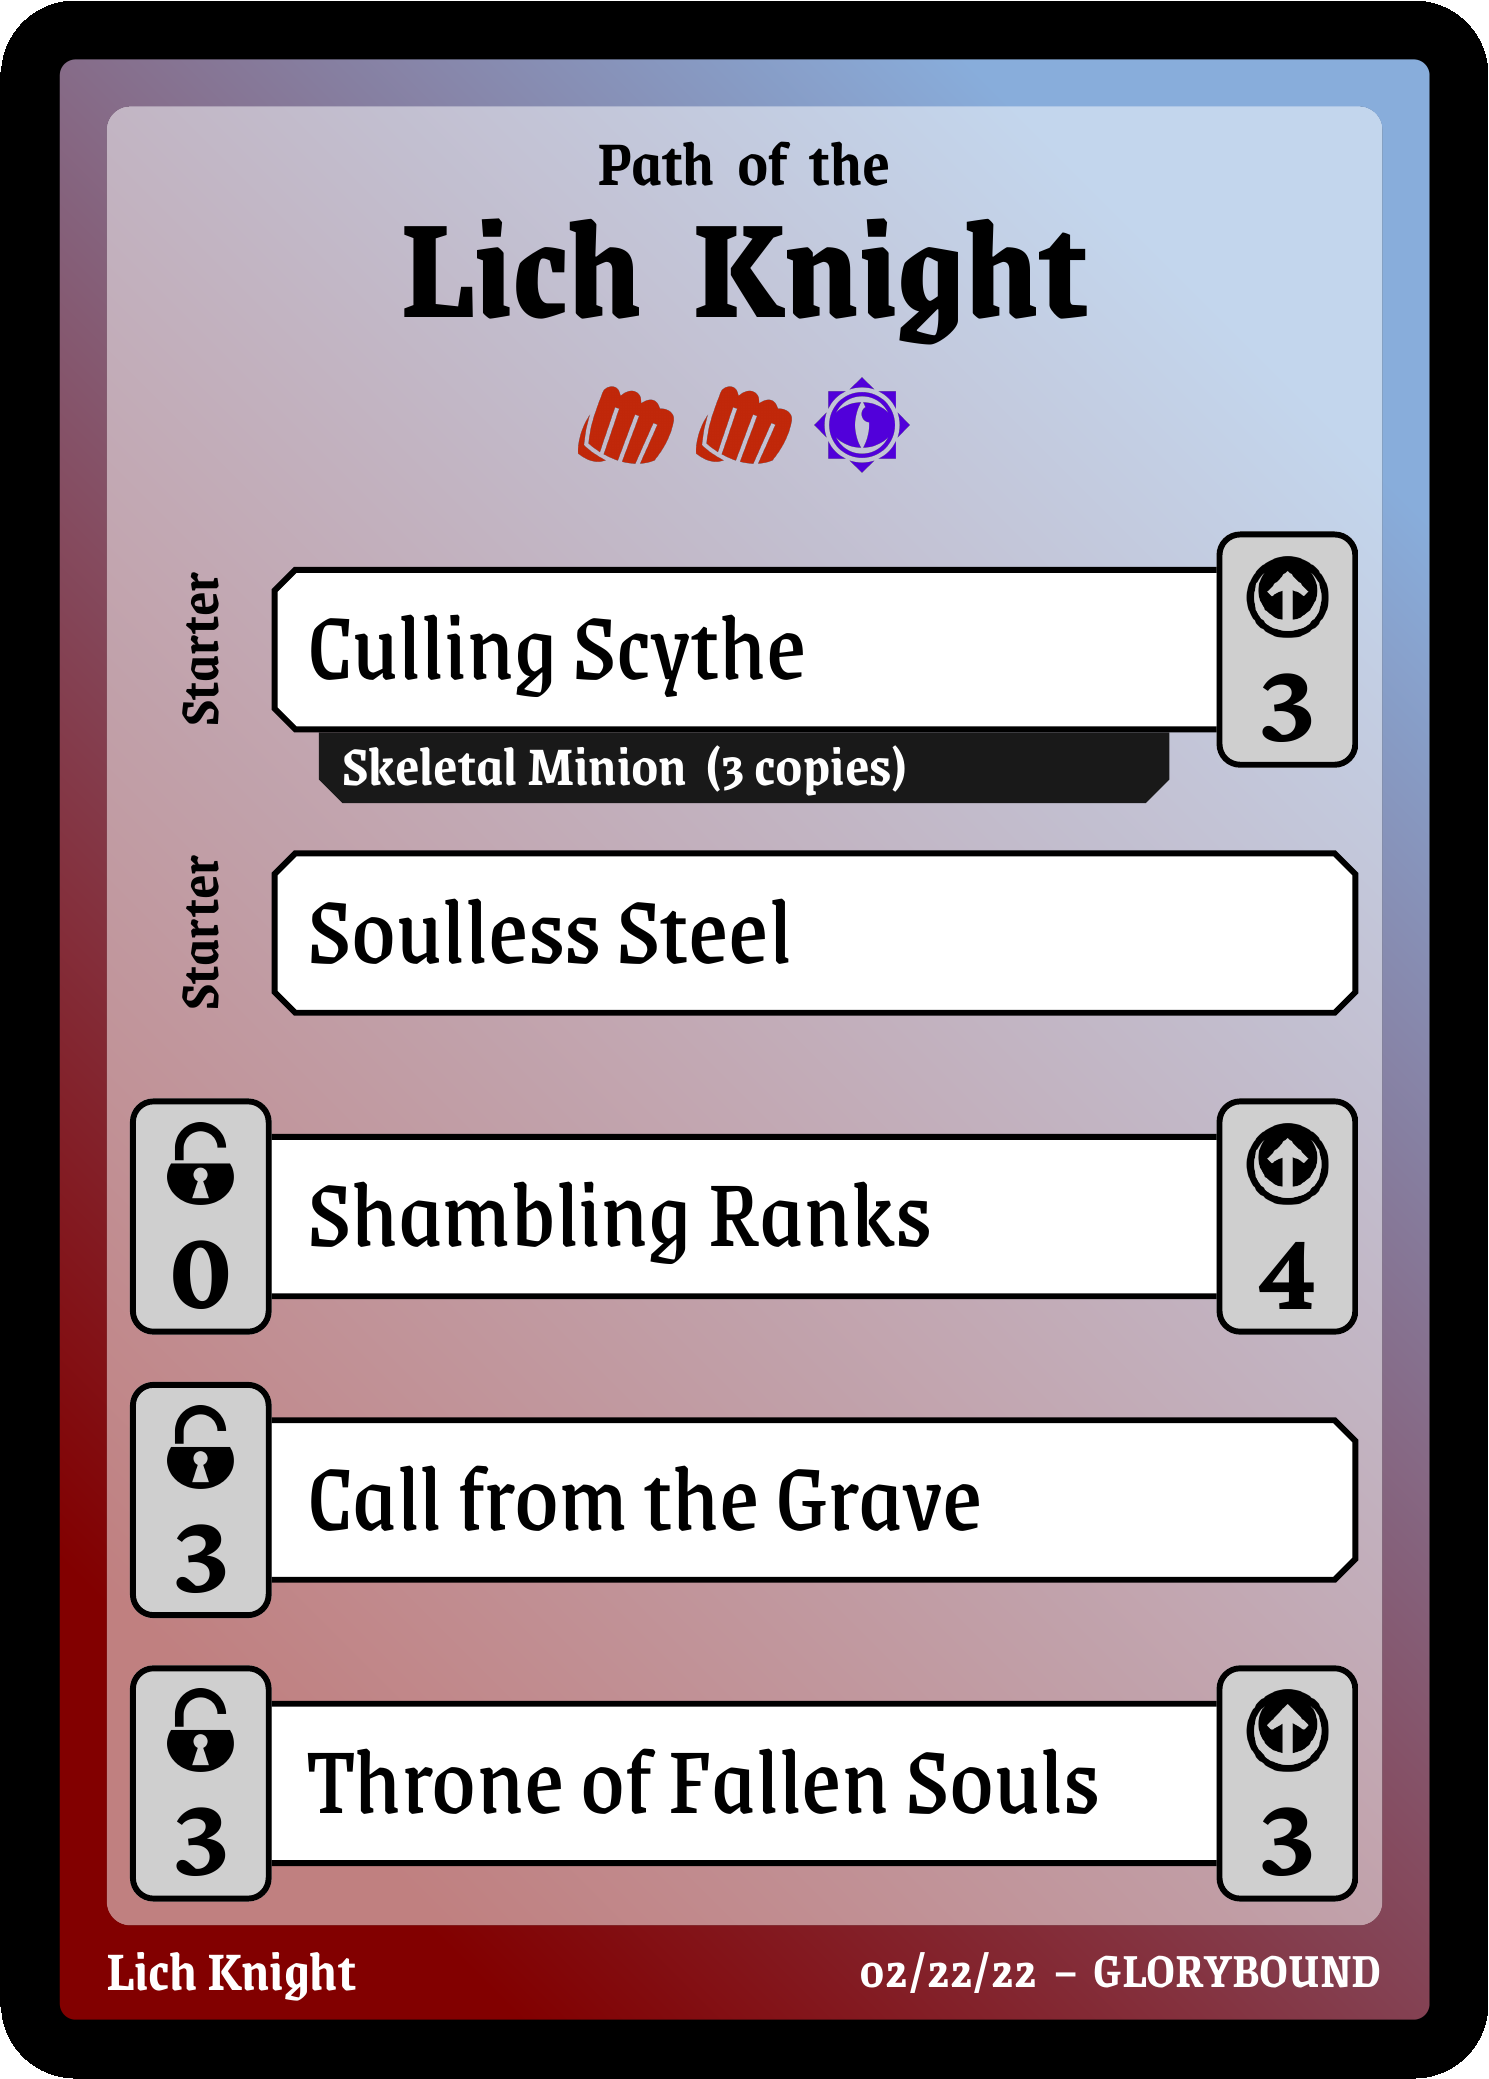 Path of the
Lich Knight
Starter
Culling Scythe
3
Skeletal Minion (3 copies)
Starter
Soulless Steel
0
Shambling Ranks
4
3
Call from the Grave
3
Throne of Fallen Souls
3
Lich Knight
02/22/22 – GLORYBOUND